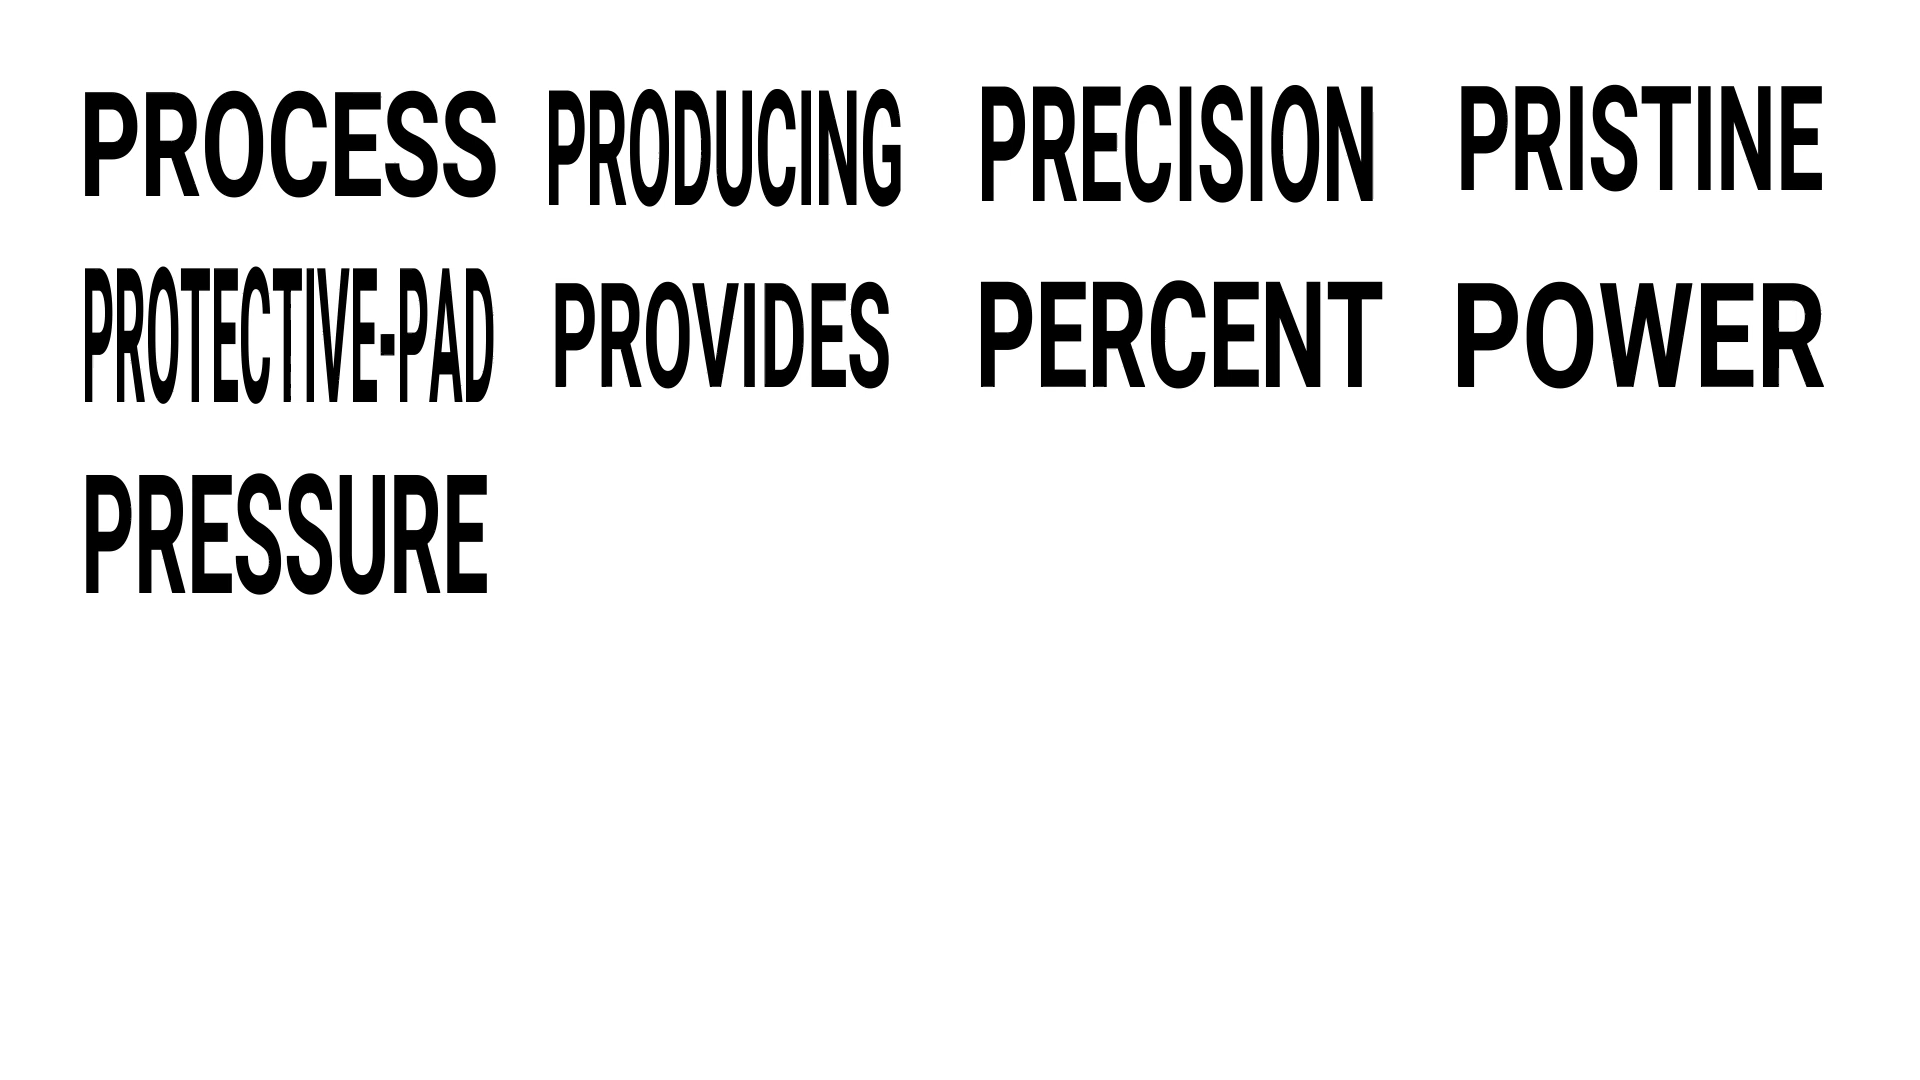 PROCESS PRODUCING PRECISION PRISTINE
PROTECTIVE-PAD PROVIDES PERCENT POWER
PRESSURE